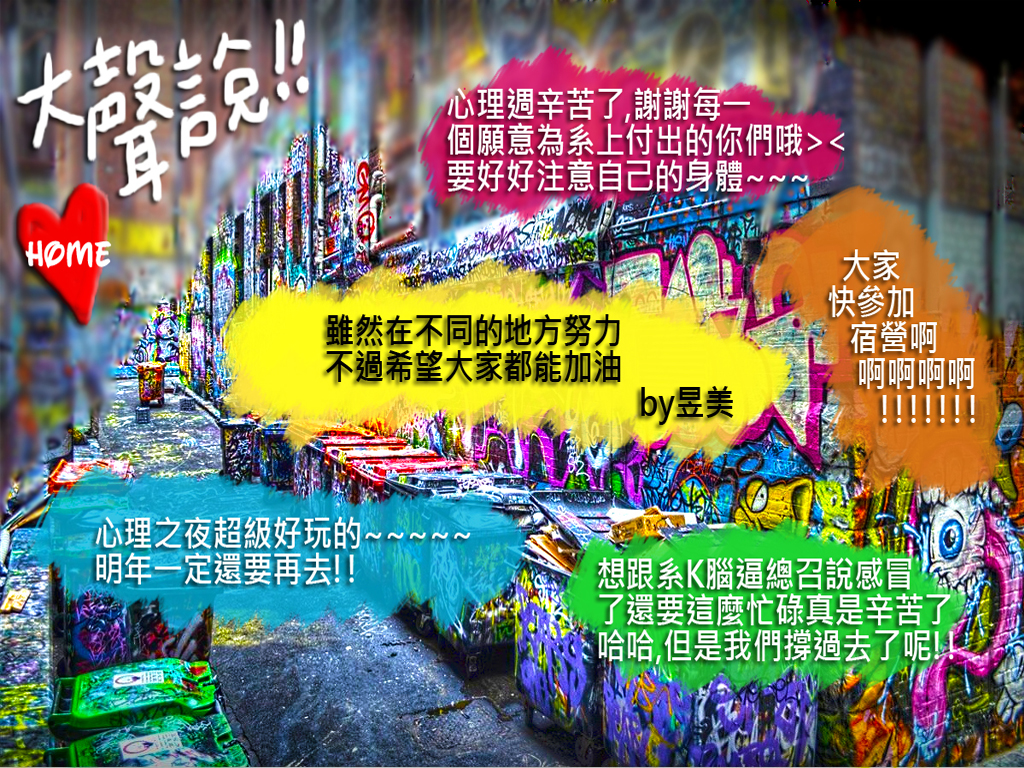 大聲說!!
HOME
心理週辛苦了,謝謝每一
個願意為系上付出的你們哦><
要好好注意自己的身體~~~
大家
快參加
宿營啊
啊啊啊啊
!!!!!!!
雖然在不同的地方努力
不過希望大家都能加油
by昱美
心理之夜超級好玩的~~~~~
明年一定還要再去!!
想跟系K腦逼總召說感冒
了還要這麼忙碌真是辛苦了
哈哈,但是我們撐過去了呢!!